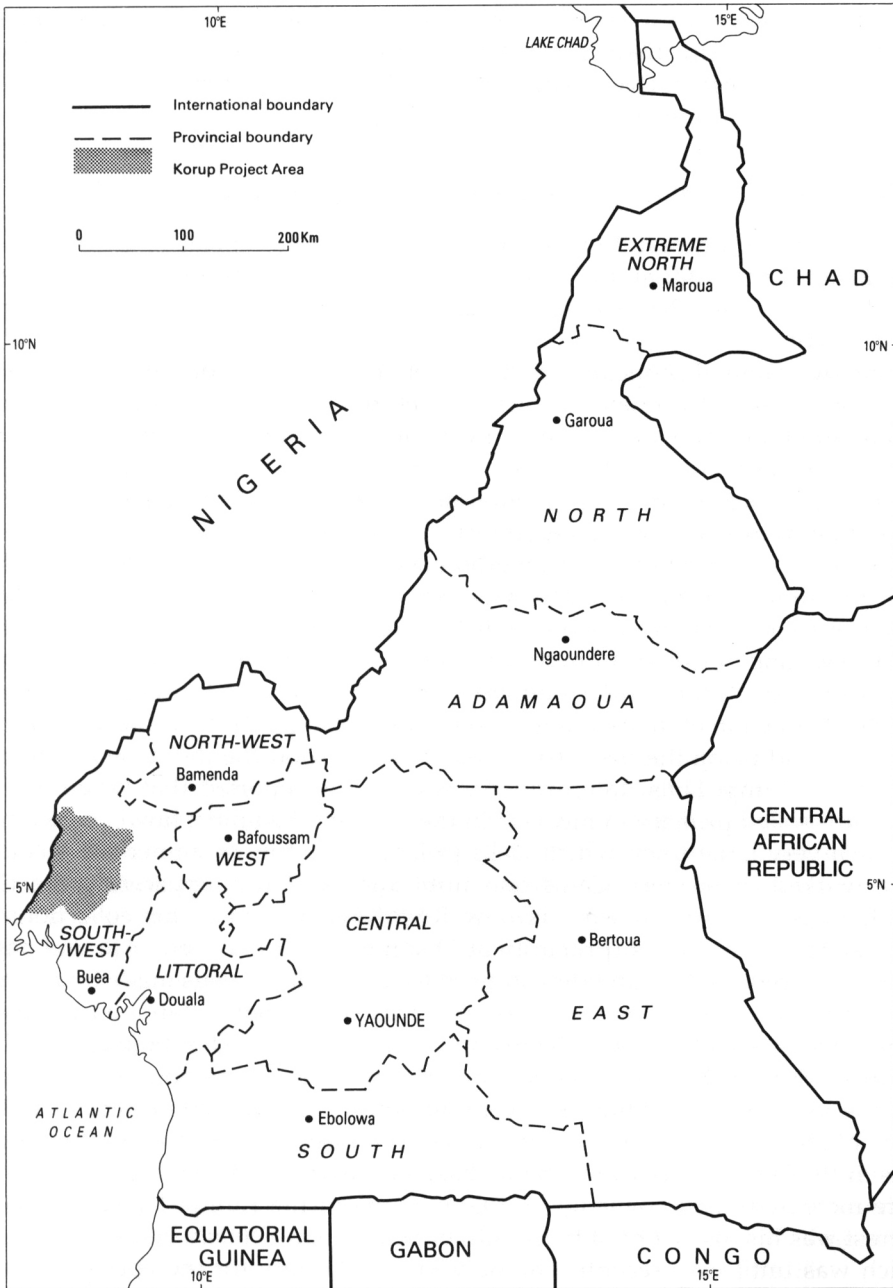 10°E
15°E
LAKE CHAD
International boundary
Provincial boundary
Korup Project Area
0 100 200 Km
EXTREME
NORTH
Maroua
CHAD
10°N
10°N
NIGERIA
Garoua
NORTH
Ngaoundere
ADAMAOUA
NORTH-WEST
Bamenda
CENTRAL
AFRICAN
REPUBLIC
Bafoussam
WEST
5°N
5°N
SOUTH-
WEST
CENTRAL
Bertoua
Buea
LITTORAL
Douala
EAST
YAOUNDE
ATLANTIC
OCEAN
Ebolowa
SOUTH
EQUATORIAL
GUINEA
GABON
CONGO
10°E
15°E